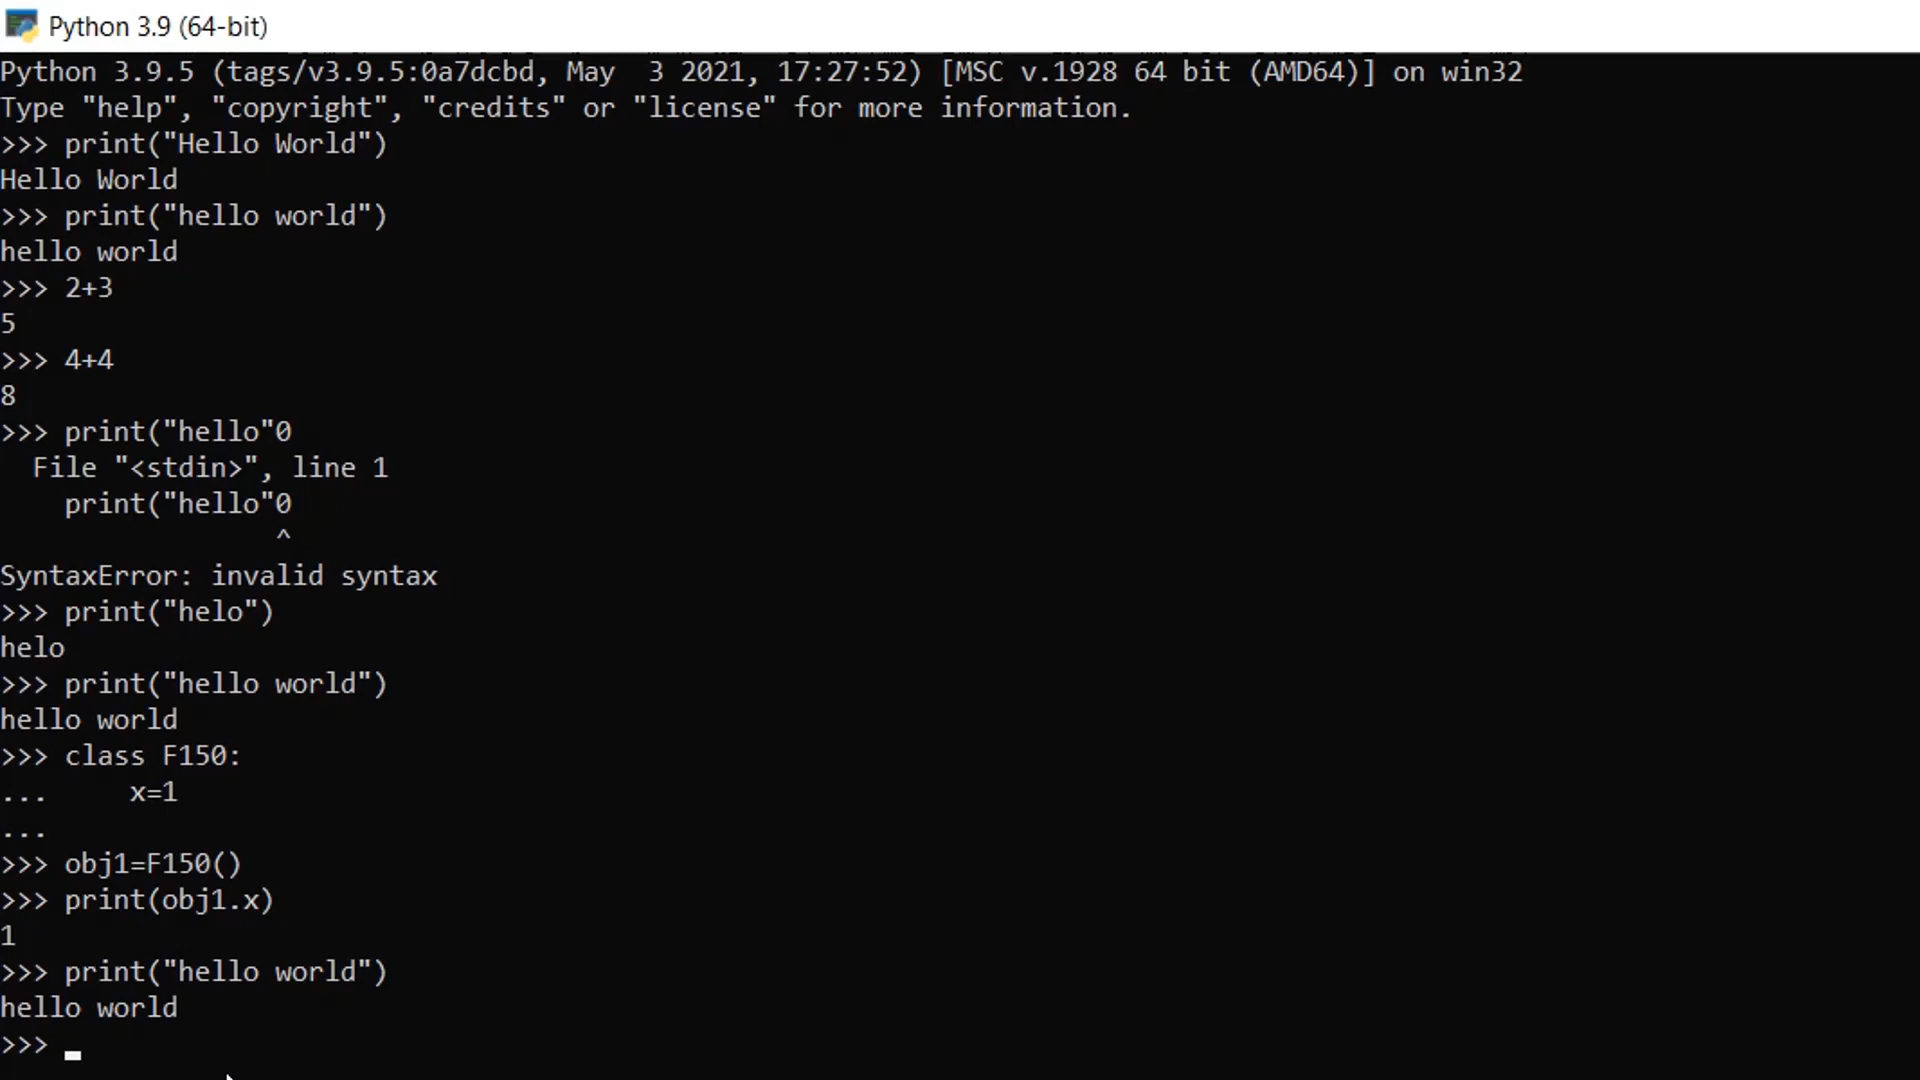 Python 3.9 (64-bit)
Python 3.9.5 (tags/v3.9.5:0a7dcbd, May  3 2021, 17:27:52) [MSC v.1928 64 bit (AMD64)] on win32
Type "help", "copyright", "credits" or "license" for more information.
>>> print("Hello World")
Hello World
>>> print("hello world")
hello world
>>> 2+3
5
>>> 4+4
8
>>> print("hello"0
  File "<stdin>", line 1
    print("hello"0
                 ^
SyntaxError: invalid syntax
>>> print("helo")
helo
>>> print("hello world")
hello world
>>> class F150:
...     x=1
...
>>> obj1=F150()
>>> print(obj1.x)
1
>>> print("hello world")
hello world
>>>